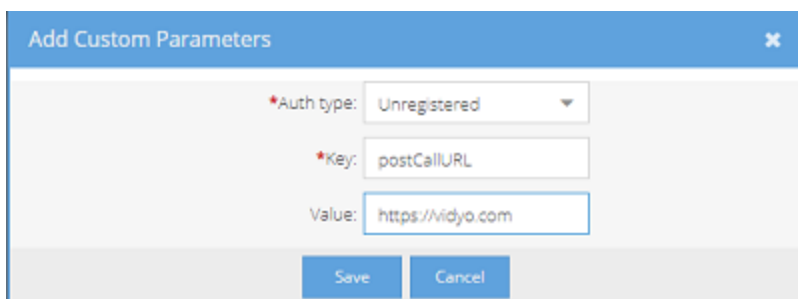 Add Custom Parameters ✖
*Auth type: Unregistered
*Key: postCallURL
Value: https://vidyo.com
Save Cancel